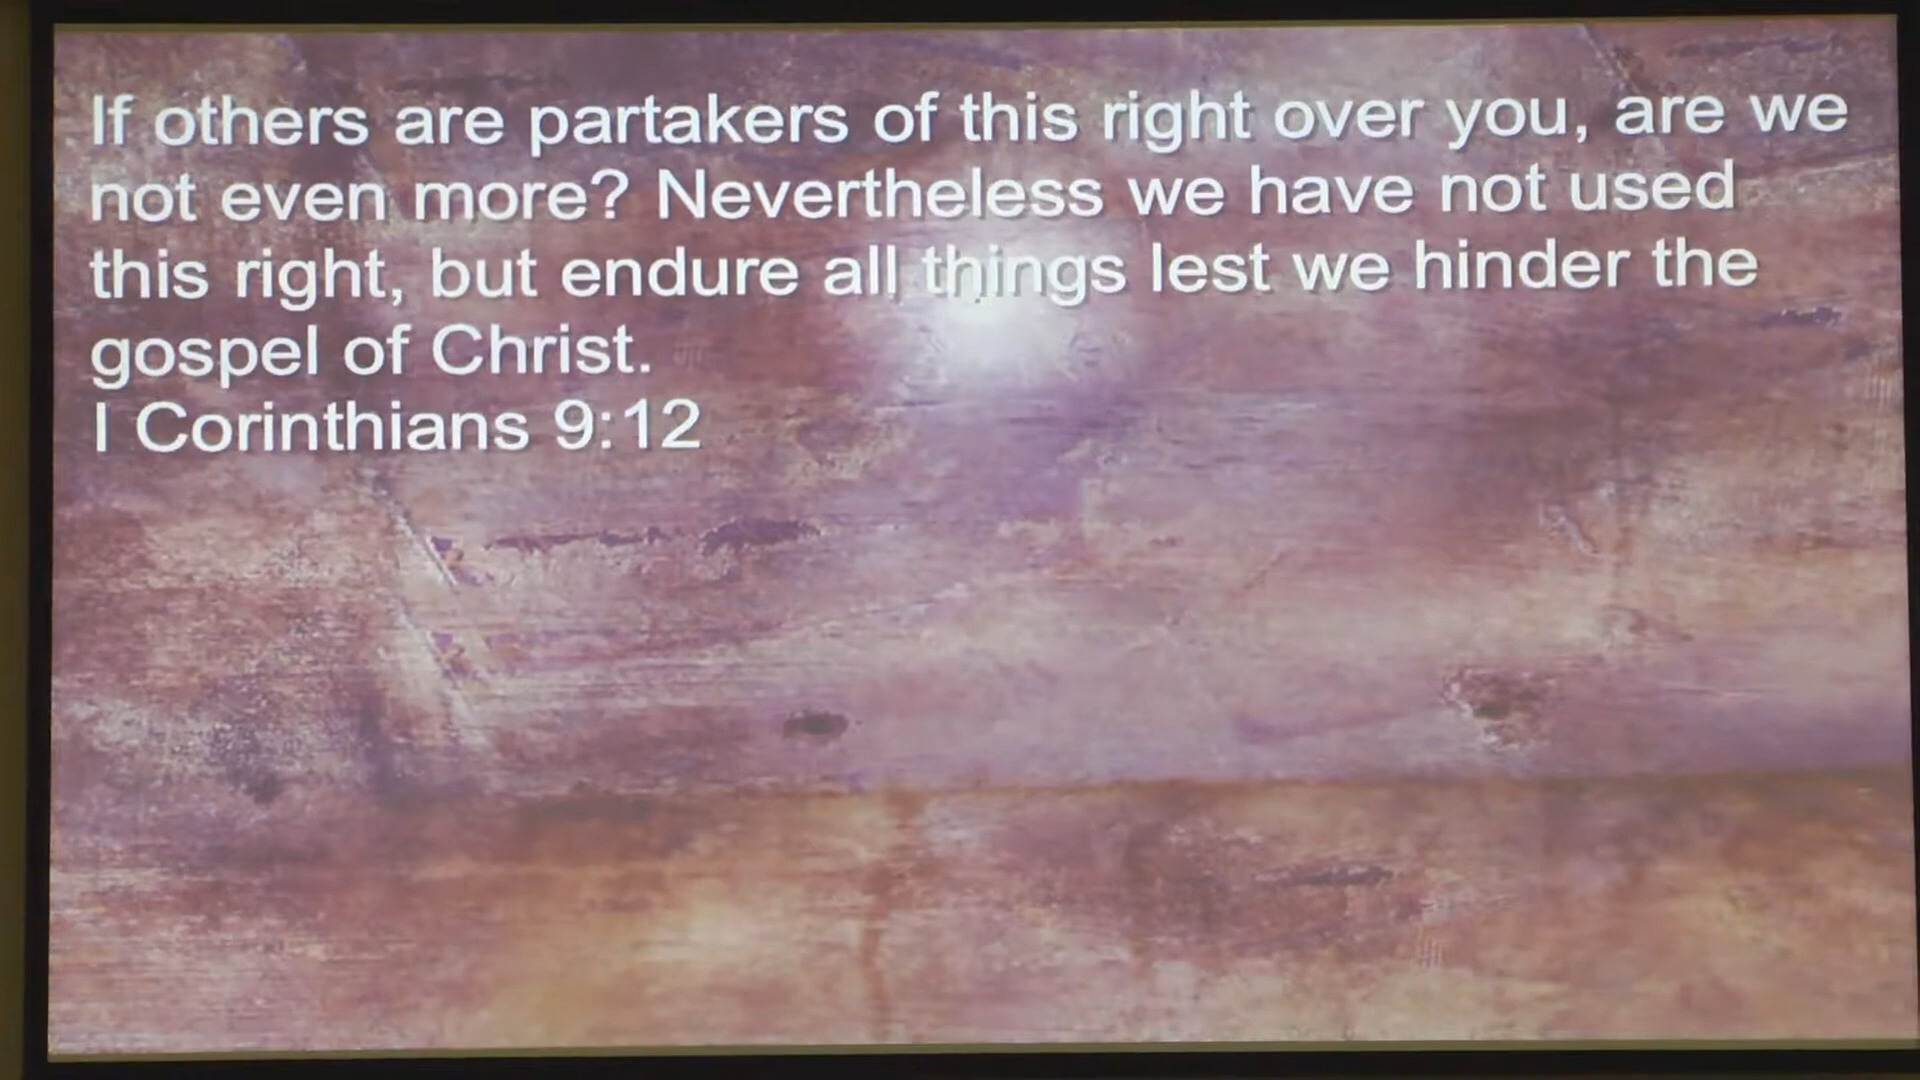 If others are partakers of this right over you, are we
not even more? Nevertheless we have not used
this right, but endure all things lest we hinder the
gospel of Christ.
I Corinthians 9:12